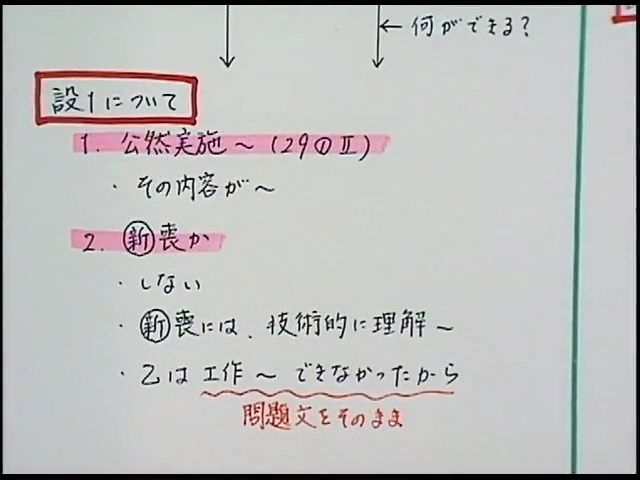 ← 何ができる?
設1について
1. 公然実施～(29①Ⅱ)
・その内容が～
2. ㊟喪か
・しない
・新喪には、技術的に理解～
・乙は工作～できなかったから
問題文をそのまま